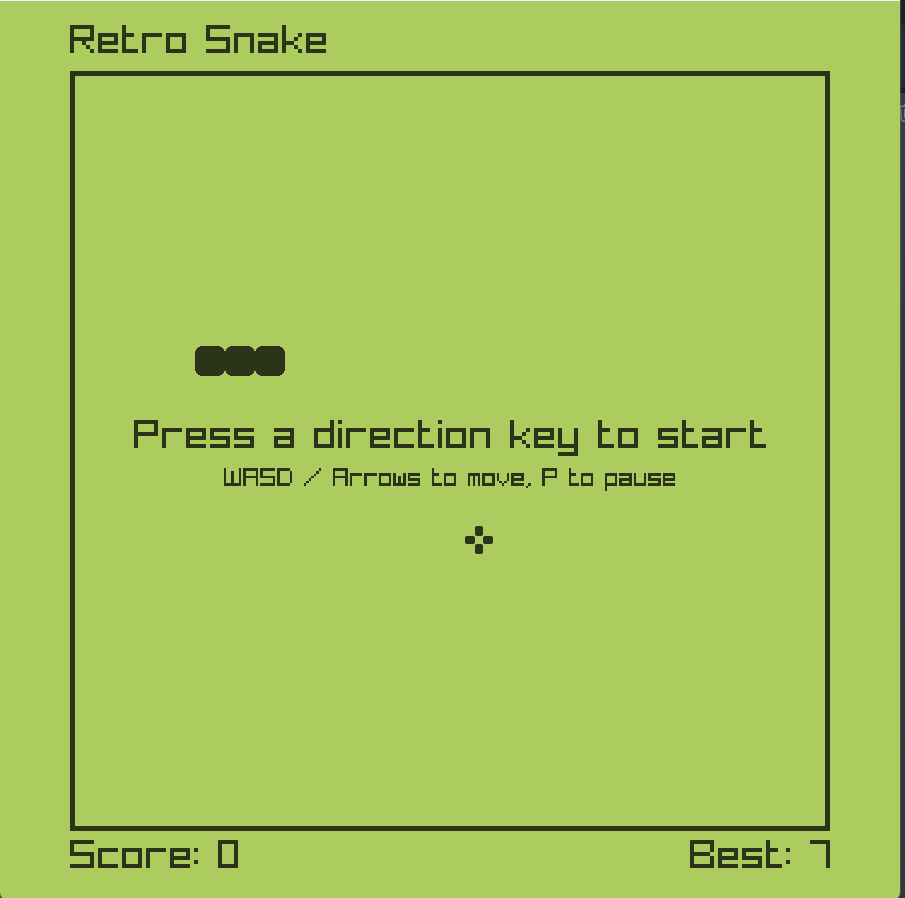 Retro Snake
Press a direction key to start
WASD / Arrows to move, P to pause
Score: 0
Best: 7